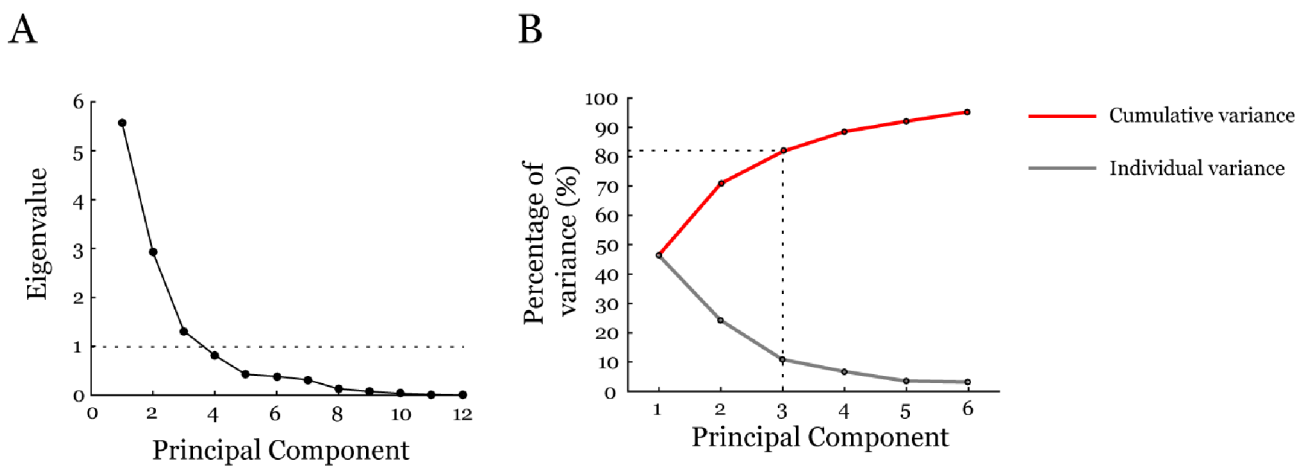 A
B
Eigenvalue
6
5
4
3
2
1
0
0 2 4 6 8 10 12
Principal Component
Percentage of
variance (%)
100
90
80
70
60
50
40
30
20
10
0
1 2 3 4 5 6
Principal Component
Cumulative variance
Individual variance